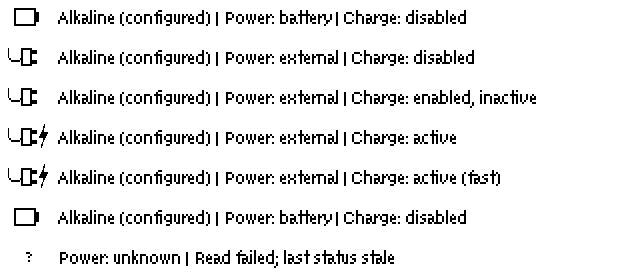 Alkaline (configured) | Power: battery | Charge: disabled
Alkaline (configured) | Power: external | Charge: disabled
Alkaline (configured) | Power: external | Charge: enabled, inactive
Alkaline (configured) | Power: external | Charge: active
Alkaline (configured) | Power: external | Charge: active (fast)
Alkaline (configured) | Power: battery | Charge: disabled
? Power: unknown | Read failed; last status stale